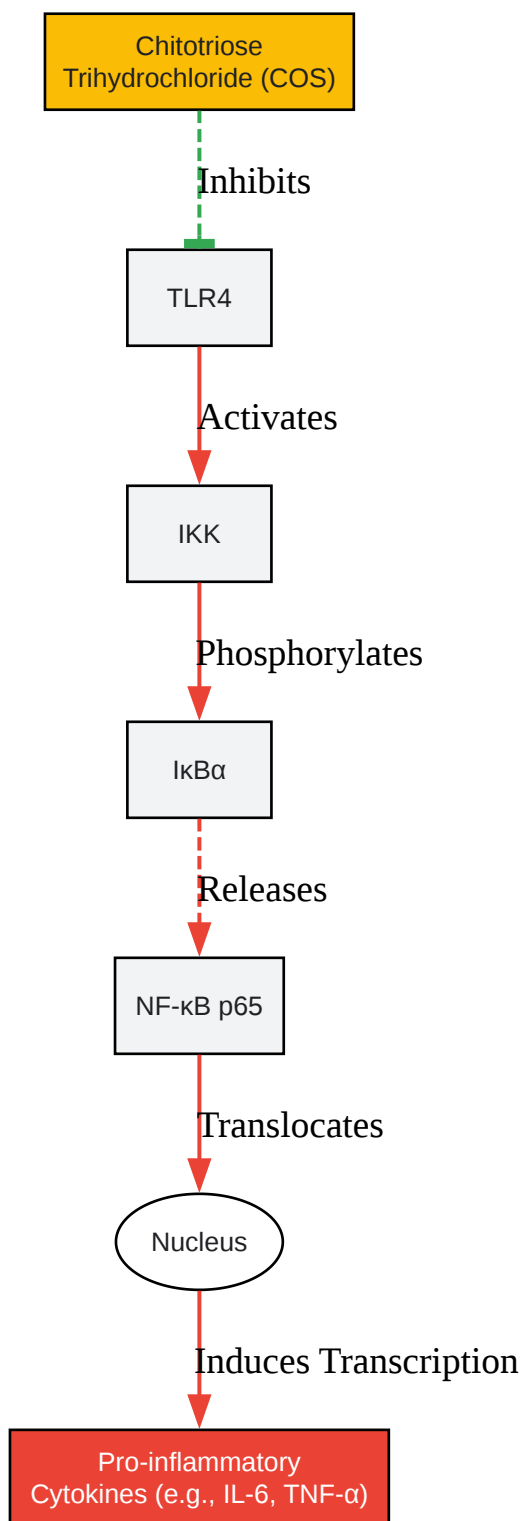 Chitotriose
Trihydrochloride (COS)
Inhibits
TLR4
Activates
IKK
Phosphorylates
IκBα
Releases
NF-κB p65
Translocates
Nucleus
Induces Transcription
Pro-inflammatory
Cytokines (e.g., IL-6, TNF-α)